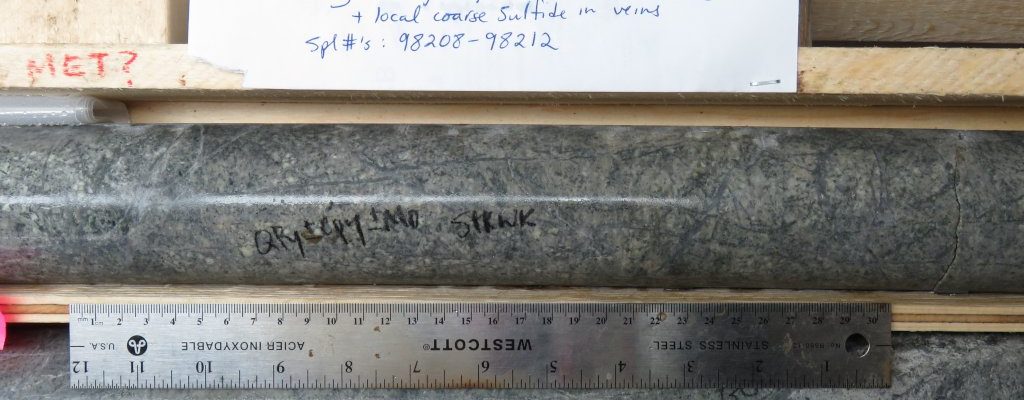 + local coarse sulfide in veins
Spl #'s : 98208-98212
MET?
QPy±Cpy±Mo STKWK
mm 1 2 3 4 5 6 7 8 9 10 11 12 13 14 15 16 17 18 19 20 21 22 23 24 25 26 27 28 29 30
U.S.A. ACIER INOXYDABLE WESTCOTT® STAINLESS STEEL
12 11 10 9 8 7 6 5 4 3 2 1